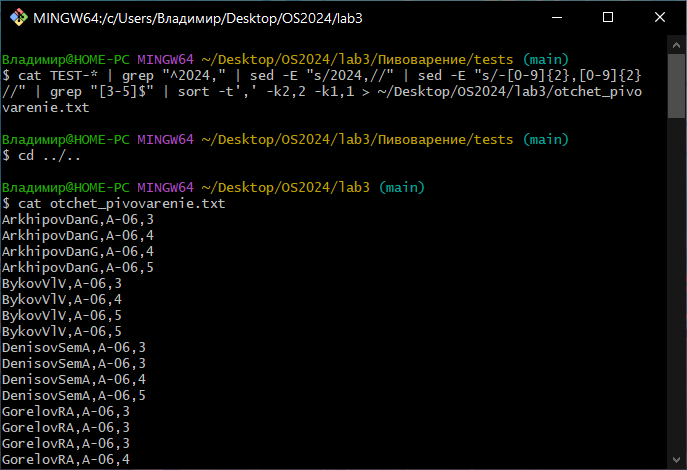 MINGW64:/c/Users/Владимир/Desktop/OS2024/lab3
Владимир@HOME-PC MINGW64 ~/Desktop/OS2024/lab3/Пивоварение/tests (main)
$ cat TEST-* | grep "^2024," | sed -E "s/2024,//" | sed -E "s/-[0-9]{2},[0-9]{2}
//" | grep "[3-5]$" | sort -t',' -k2,2 -k1,1 > ~/Desktop/OS2024/lab3/otchet_pivo
varenie.txt
Владимир@HOME-PC MINGW64 ~/Desktop/OS2024/lab3/Пивоварение/tests (main)
$ cd ../..
Владимир@HOME-PC MINGW64 ~/Desktop/OS2024/lab3 (main)
$ cat otchet_pivovarenie.txt
ArkhipovDanG,A-06,3
ArkhipovDanG,A-06,4
ArkhipovDanG,A-06,4
ArkhipovDanG,A-06,5
BykovVlV,A-06,3
BykovVlV,A-06,4
BykovVlV,A-06,5
BykovVlV,A-06,5
DenisovSemA,A-06,3
DenisovSemA,A-06,3
DenisovSemA,A-06,4
DenisovSemA,A-06,5
GorelovRA,A-06,3
GorelovRA,A-06,3
GorelovRA,A-06,3
GorelovRA,A-06,4